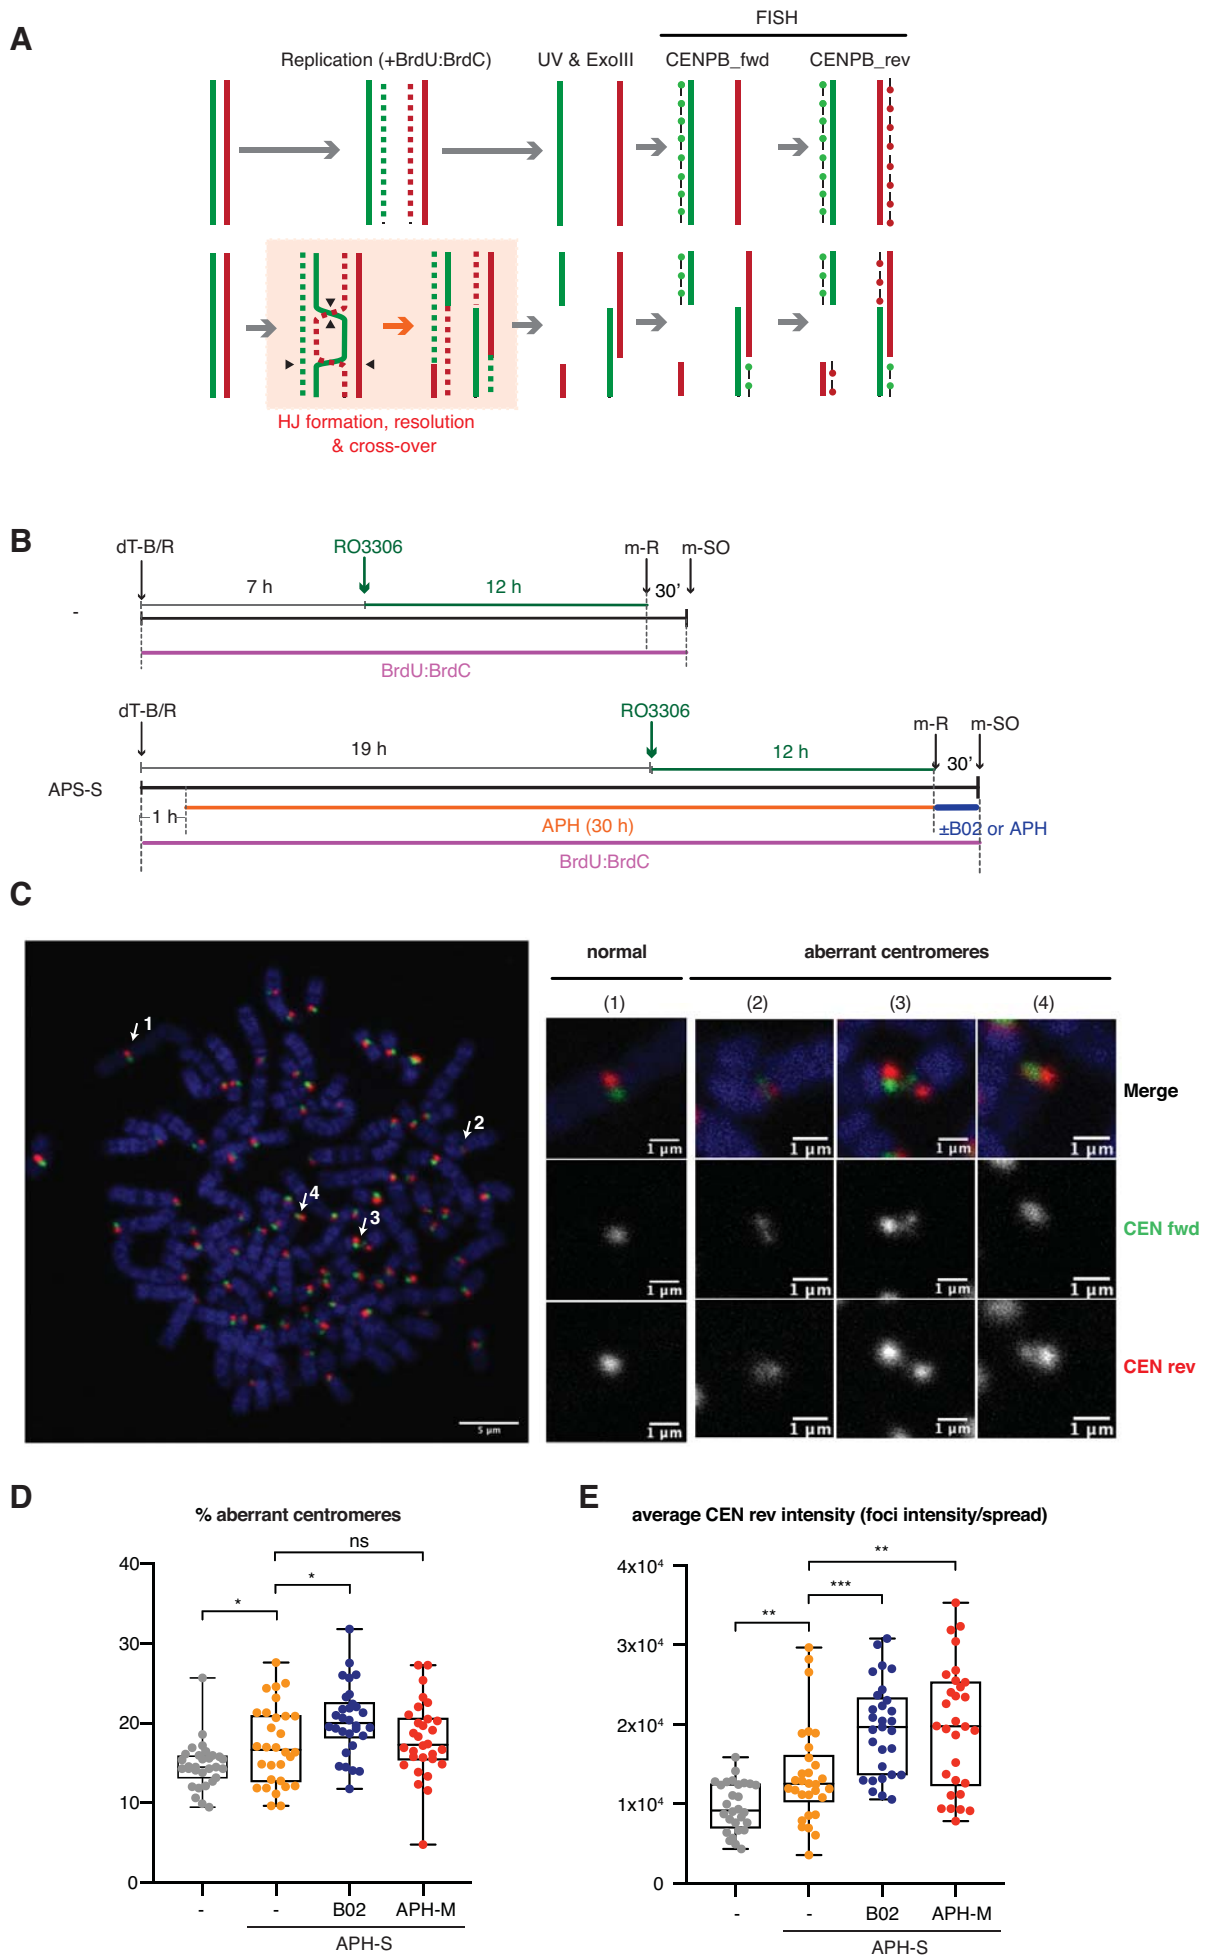 A
FISH
Replication (+BrdU:BrdC)
UV & ExoIII
CENPB_fwd
CENPB_rev
HJ formation, resolution
& cross-over
B
dT-B/R
RO3306
m-R
m-SO
7 h
12 h
30’
-
BrdU:BrdC
dT-B/R
RO3306
m-R
m-SO
19 h
12 h
30’
APS-S
1 h
APH (30 h)
±B02 or APH
BrdU:BrdC
C
normal
aberrant centromeres
(1)
(2)
(3)
(4)
1
2
4
3
5 µm
Merge
1 µm
1 µm
1 µm
1 µm
CEN fwd
1 µm
1 µm
1 µm
1 µm
CEN rev
1 µm
1 µm
1 µm
1 µm
D
% aberrant centromeres
ns
*
*
40
30
20
10
0
-
-
B02
APH-M
APH-S
E
average CEN rev intensity (foci intensity/spread)
**
***
**
4x10⁴
3x10⁴
2x10⁴
1x10⁴
0
-
-
B02
APH-M
APH-S